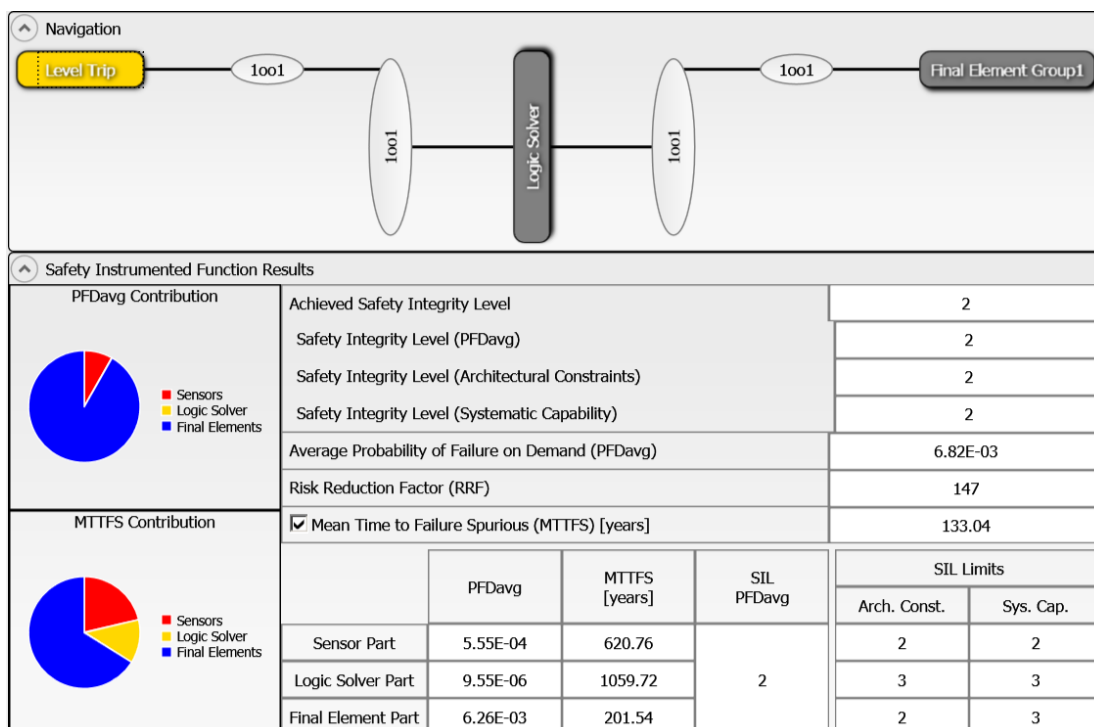 Navigation
Level Trip
1oo1
1oo1
Logic Solver
1oo1
1oo1
Final Element Group1
Safety Instrumented Function Results
PFDavg Contribution
Sensors
Logic Solver
Final Elements
MTTFS Contribution
Sensors
Logic Solver
Final Elements
Achieved Safety Integrity Level 2
Safety Integrity Level (PFDavg) 2
Safety Integrity Level (Architectural Constraints) 2
Safety Integrity Level (Systematic Capability) 2
Average Probability of Failure on Demand (PFDavg) 6.82E-03
Risk Reduction Factor (RRF) 147
Mean Time to Failure Spurious (MTTFS) [years] 133.04
PFDavg MTTFS [years] SIL PFDavg SIL Limits
Arch. Const. Sys. Cap.
Sensor Part 5.55E-04 620.76 2 2
Logic Solver Part 9.55E-06 1059.72 2 3 3
Final Element Part 6.26E-03 201.54 2 3